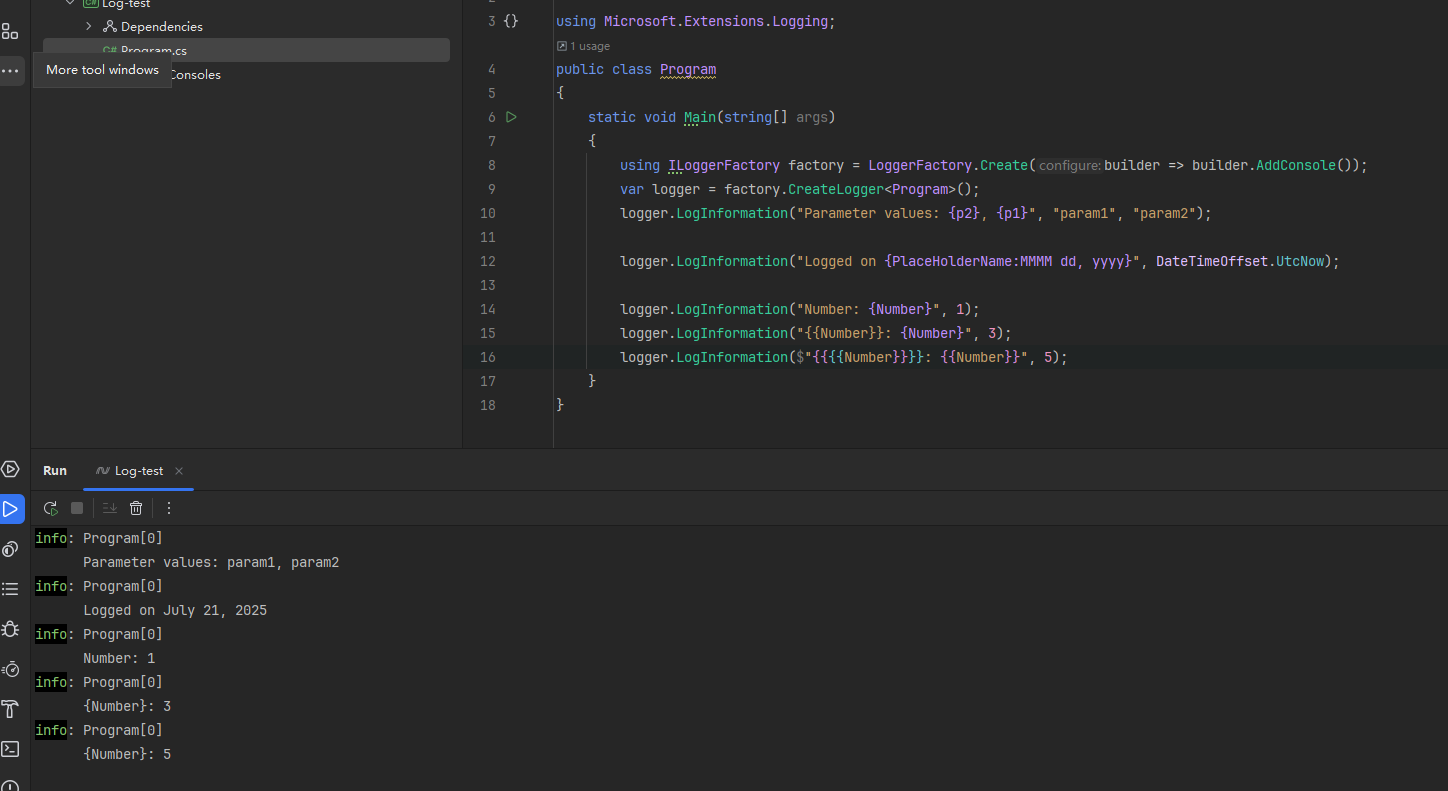 Log-test
Dependencies
Program.cs
More tool windows
Consoles
2
3 {} using Microsoft.Extensions.Logging;
1 usage
4 public class Program
5 {
6 static void Main(string[] args)
7 {
8 using ILoggerFactory factory = LoggerFactory.Create( configure: builder => builder.AddConsole());
9 var logger = factory.CreateLogger<Program>();
10 logger.LogInformation("Parameter values: {p2}, {p1}", "param1", "param2");
11
12 logger.LogInformation("Logged on {PlaceHolderName:MMMM dd, yyyy}", DateTimeOffset.UtcNow);
13
14 logger.LogInformation("Number: {Number}", 1);
15 logger.LogInformation("{{Number}}: {Number}", 3);
16 logger.LogInformation($"{{{{Number}}}}: {{Number}}", 5);
17 }
18 }
Run Log-test
info: Program[0]
Parameter values: param1, param2
info: Program[0]
Logged on July 21, 2025
info: Program[0]
Number: 1
info: Program[0]
{Number}: 3
info: Program[0]
{Number}: 5